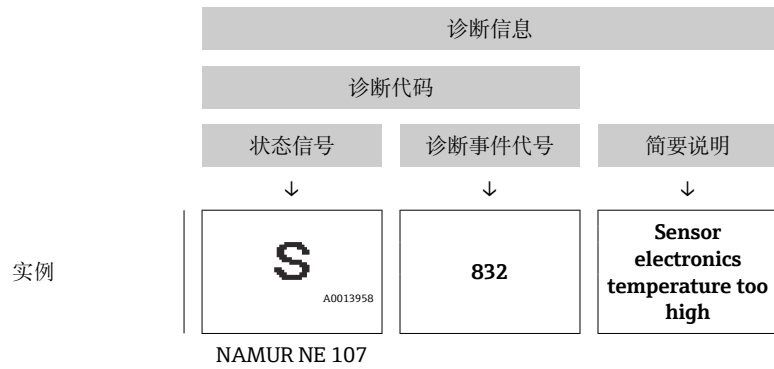 诊断信息
诊断代码
状态信号
诊断事件代号
简要说明
↓
↓
↓
实例
S
A0013958
832
Sensor
electronics
temperature too
high
NAMUR NE 107